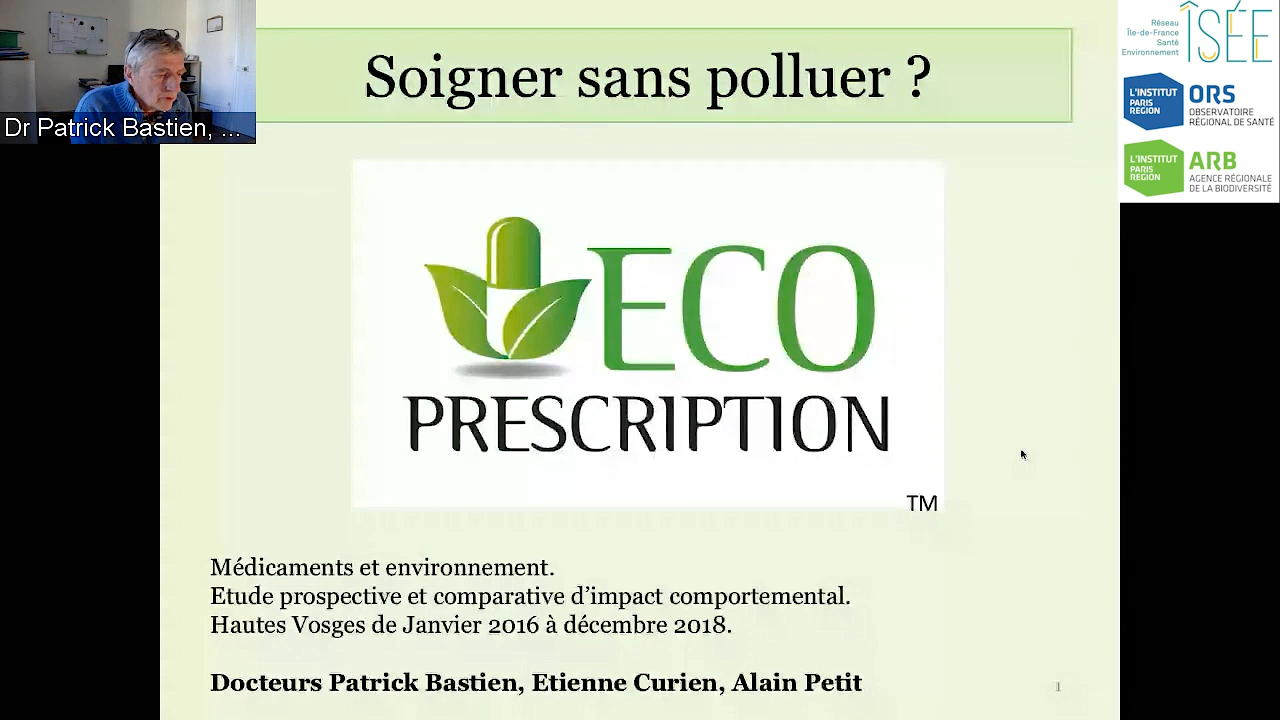 Soigner sans polluer ?
Dr Patrick Bastien, ...
Réseau
Île-de-France
Santé
Environnement
ÎSÉE
L'INSTITUT
PARIS
REGION
ORS
OBSERVATOIRE
RÉGIONAL DE SANTÉ
L'INSTITUT
PARIS
REGION
ARB
AGENCE RÉGIONALE
DE LA BIODIVERSITÉ
ECO
PRESCRIPTION
TM
Médicaments et environnement.
Etude prospective et comparative d’impact comportemental.
Hautes Vosges de Janvier 2016 à décembre 2018.
Docteurs Patrick Bastien, Etienne Curien, Alain Petit
1